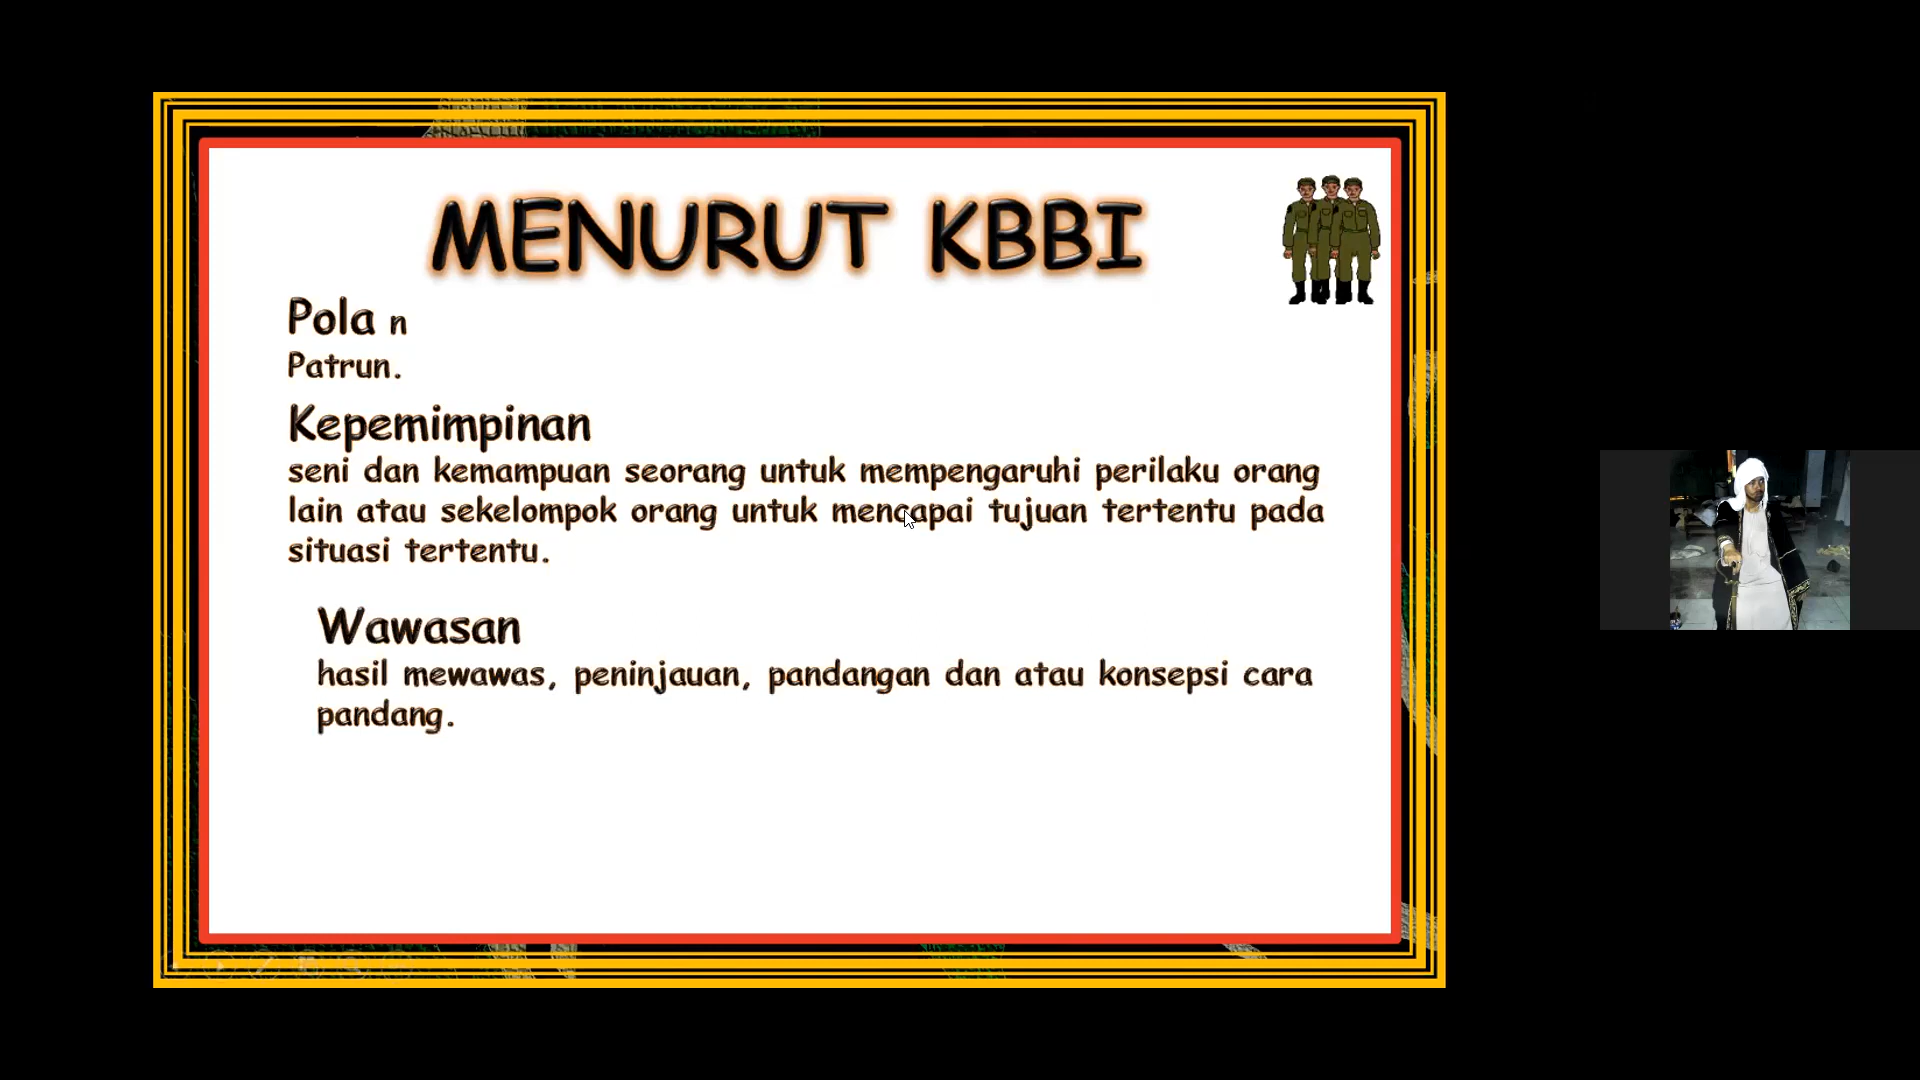 MENURUT KBBI
Pola n
Patrun.
Kepemimpinan
seni dan kemampuan seorang untuk mempengaruhi perilaku orang
lain atau sekelompok orang untuk mencapai tujuan tertentu pada
situasi tertentu.
Wawasan
hasil mewawas, peninjauan, pandangan dan atau konsepsi cara
pandang.